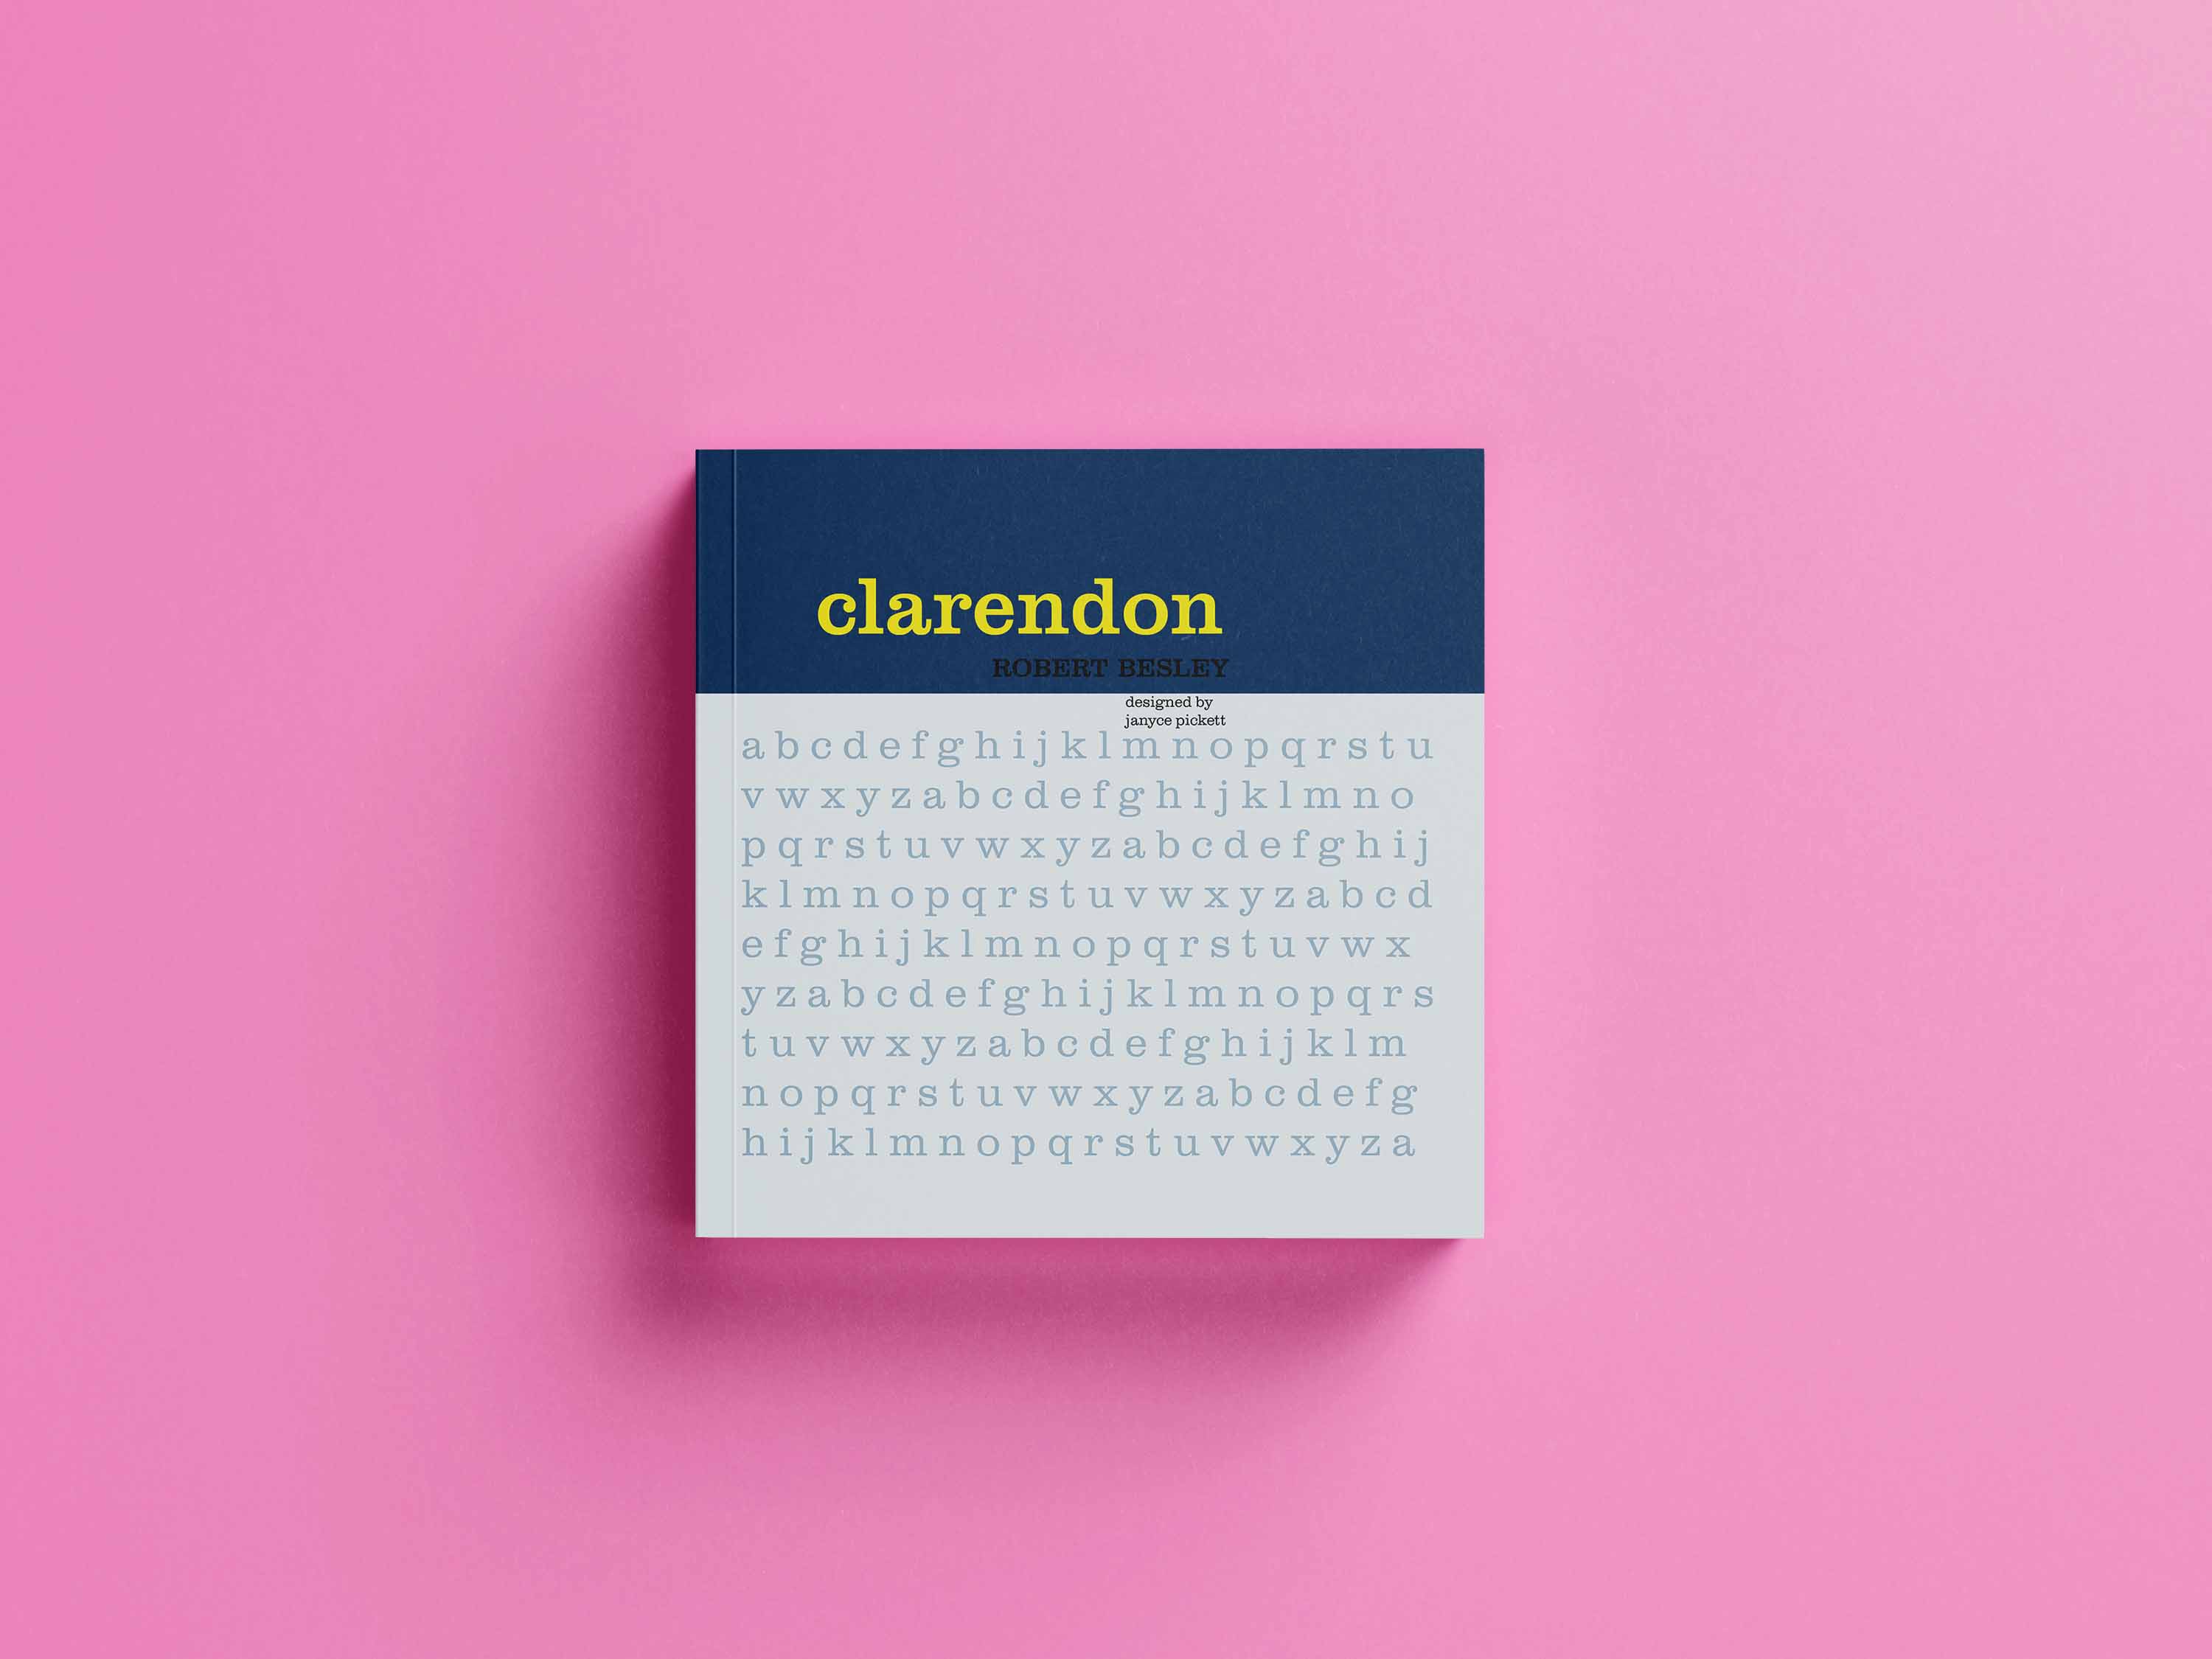 clarendon
ROBERT BESLEY
designed by
janyce pickett
a b c d e f g h i j k l m n o p q r s t u
v w x y z a b c d e f g h i j k l m n o
p q r s t u v w x y z a b c d e f g h i j
k l m n o p q r s t u v w x y z a b c d
e f g h i j k l m n o p q r s t u v w x
y z a b c d e f g h i j k l m n o p q r s
t u v w x y z a b c d e f g h i j k l m
n o p q r s t u v w x y z a b c d e f g
h i j k l m n o p q r s t u v w x y z a